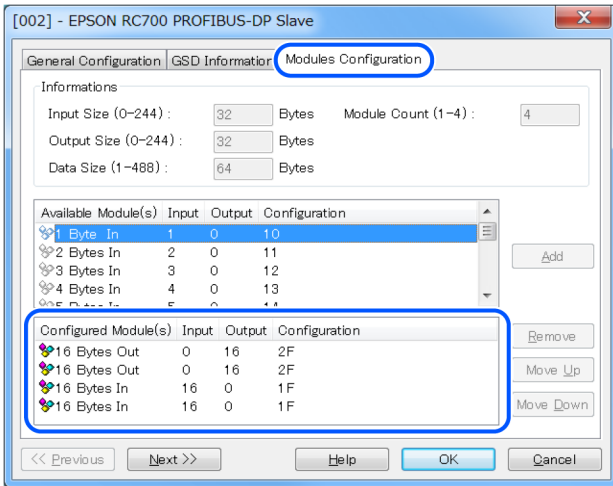 [002] - EPSON RC700 PROFIBUS-DP Slave
General Configuration GSD Information Modules Configuration
Informations
Input Size (0-244) : 32 Bytes Module Count (1-4) : 4
Output Size (0-244) : 32 Bytes
Data Size (1-488) : 64 Bytes
Available Module(s) Input Output Configuration
1 Byte In 1 0 10
2 Bytes In 2 0 11
3 Bytes In 3 0 12
4 Bytes In 4 0 13
Add
Configured Module(s) Input Output Configuration
16 Bytes Out 0 16 2F
16 Bytes Out 0 16 2F
16 Bytes In 16 0 1F
16 Bytes In 16 0 1F
Remove
Move Up
Move Down
<< Previous Next >> Help OK Cancel